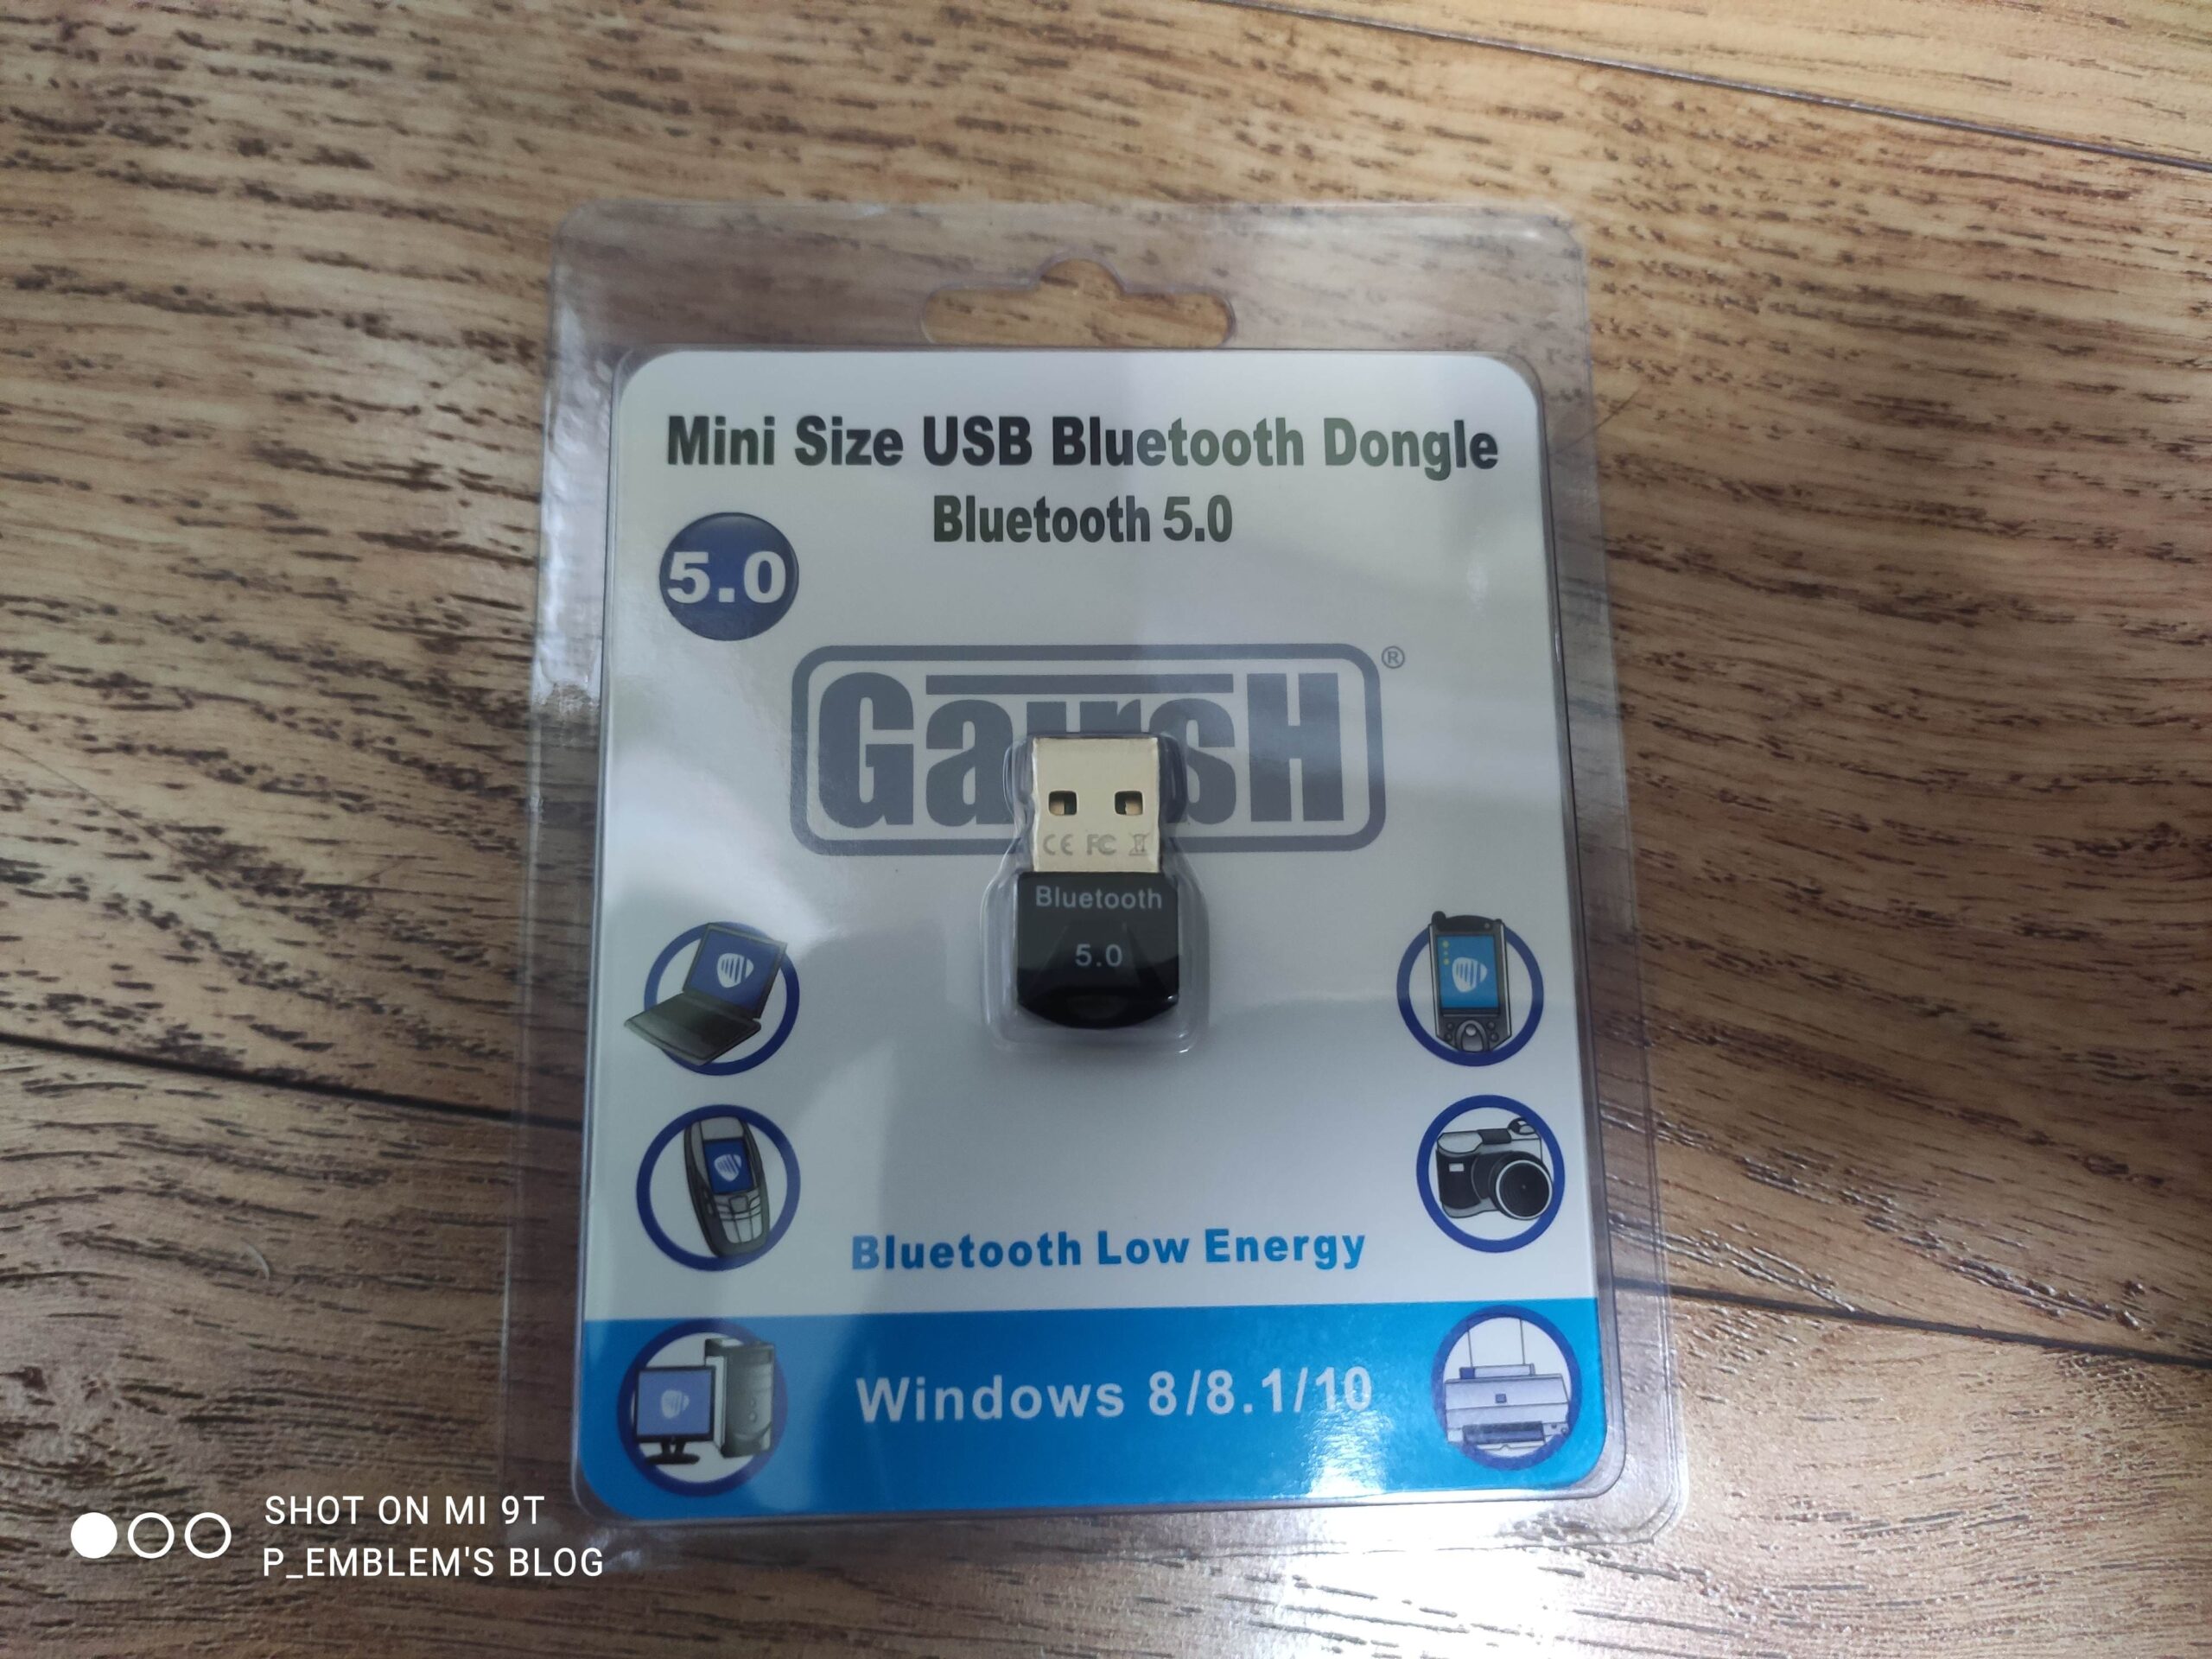 Mini Size USB Bluetooth Dongle
Bluetooth 5.0
5.0
®
CE FC
Bluetooth
5.0
Bluetooth Low Energy
Windows 8/8.1/10
SHOT ON MI 9T
P_EMBLEM'S BLOG